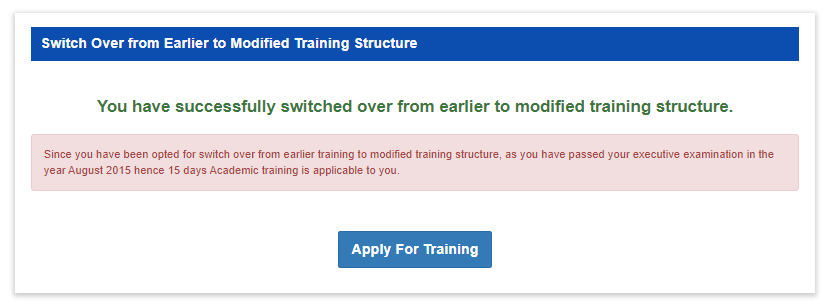 Switch Over from Earlier to Modified Training Structure
You have successfully switched over from earlier to modified training structure.
Since you have been opted for switch over from earlier training to modified training structure, as you have passed your executive examination in the
year August 2015 hence 15 days Academic training is applicable to you.
Apply For Training